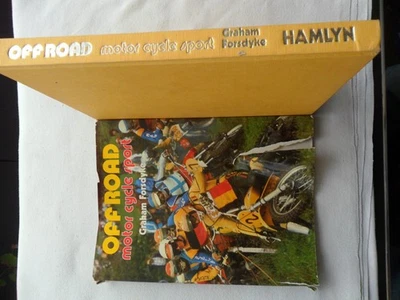 OFF ROAD motor cycle sport Graham
Forsdyke HAMLYN
OFF ROAD
motor cycle sport
Graham Forsdyke